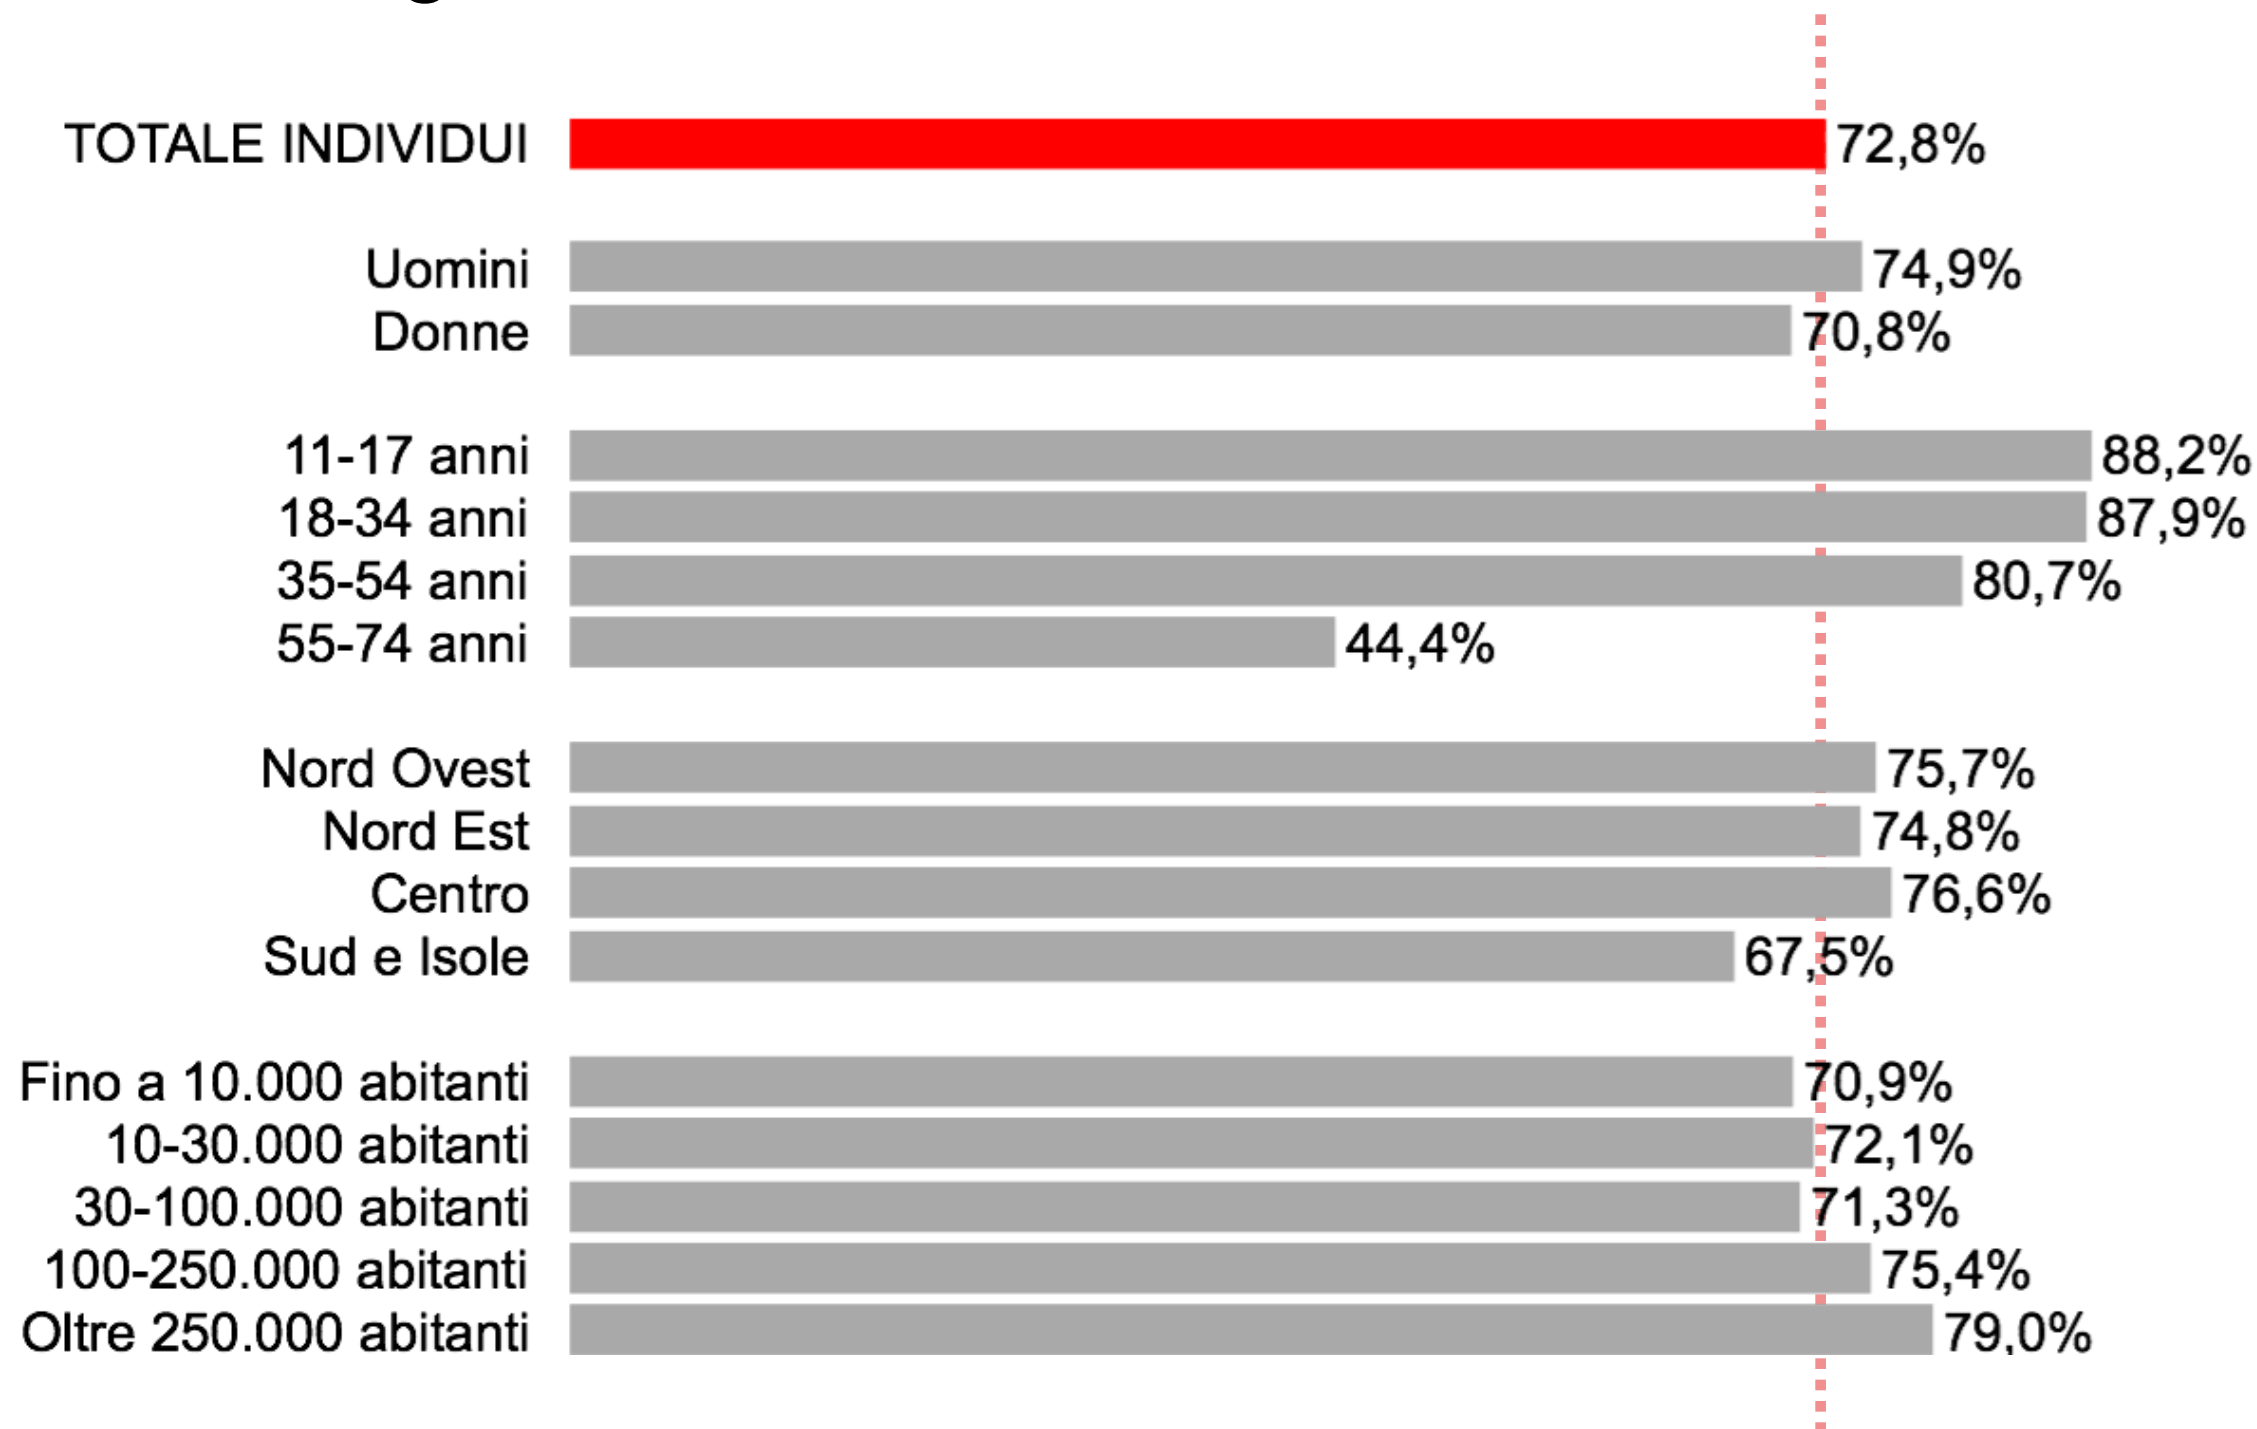 TOTALE INDIVIDUI 72,8%
Uomini 74,9%
Donne 70,8%
11-17 anni 88,2%
18-34 anni 87,9%
35-54 anni 80,7%
55-74 anni 44,4%
Nord Ovest 75,7%
Nord Est 74,8%
Centro 76,6%
Sud e Isole 67,5%
Fino a 10.000 abitanti 70,9%
10-30.000 abitanti 72,1%
30-100.000 abitanti 71,3%
100-250.000 abitanti 75,4%
Oltre 250.000 abitanti 79,0%